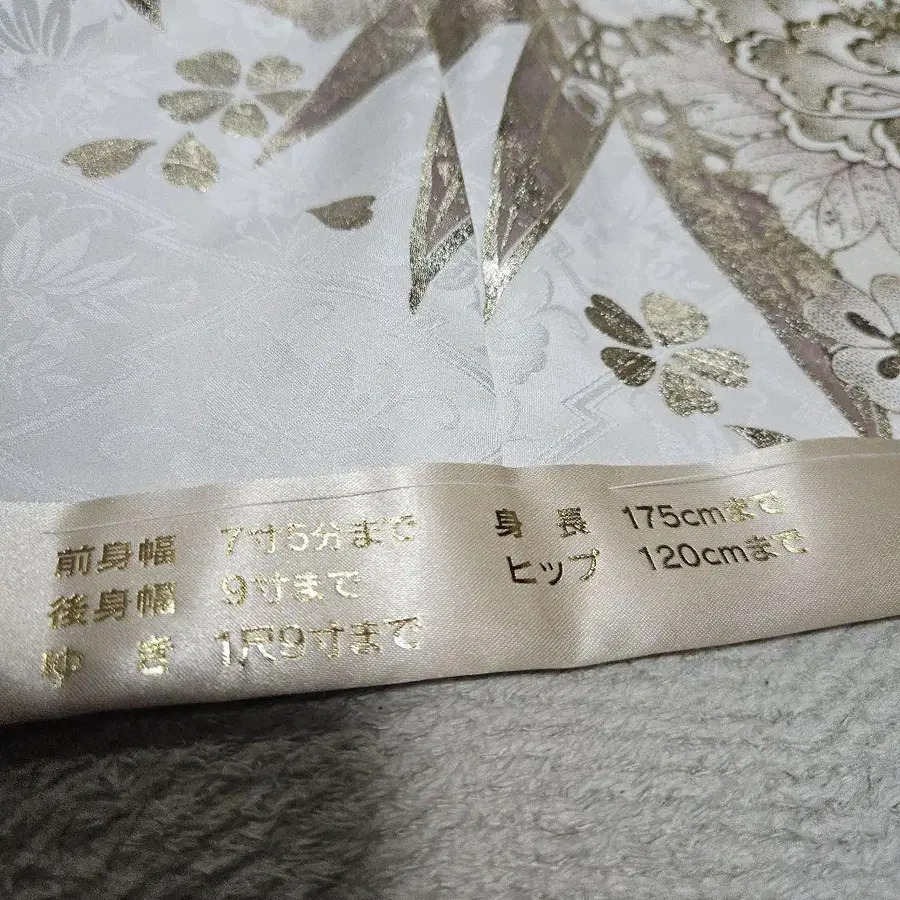 前身幅 7寸5分まで
後身幅 9寸まで
ゆき 1尺9寸まで
身長 175cmまで
ヒップ 120cmまで